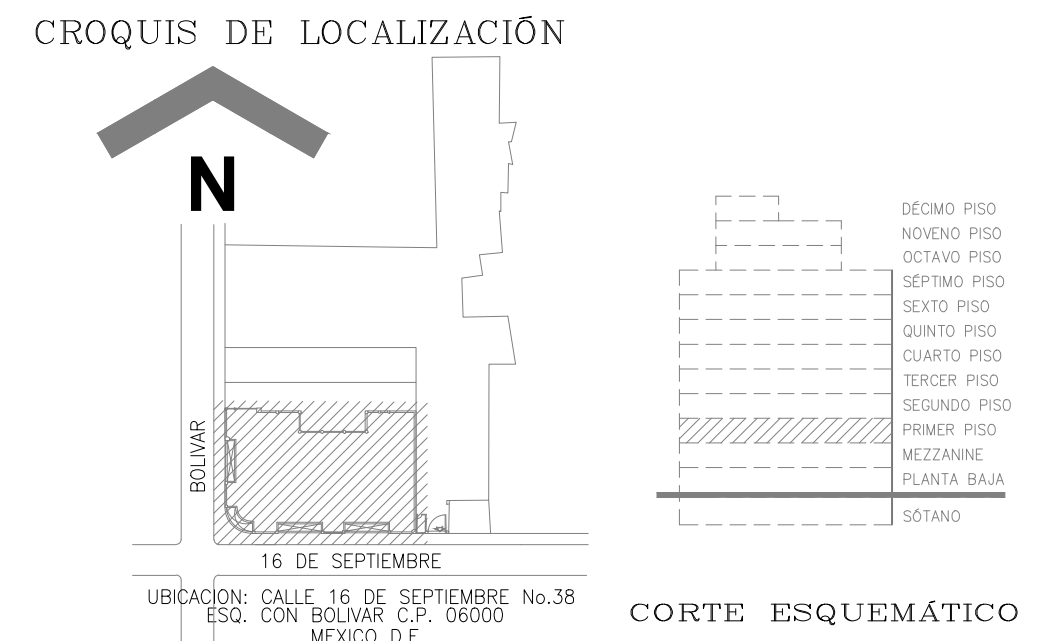 CROQUIS DE LOCALIZACIÓN
N
BOLIVAR
16 DE SEPTIEMBRE
UBICACION: CALLE 16 DE SEPTIEMBRE No.38
ESQ. CON BOLIVAR C.P. 06000
MEXICO D.F.
DÉCIMO PISO
NOVENO PISO
OCTAVO PISO
SÉPTIMO PISO
SEXTO PISO
QUINTO PISO
CUARTO PISO
TERCER PISO
SEGUNDO PISO
PRIMER PISO
MEZZANINE
PLANTA BAJA
SÓTANO
CORTE ESQUEMÁTICO